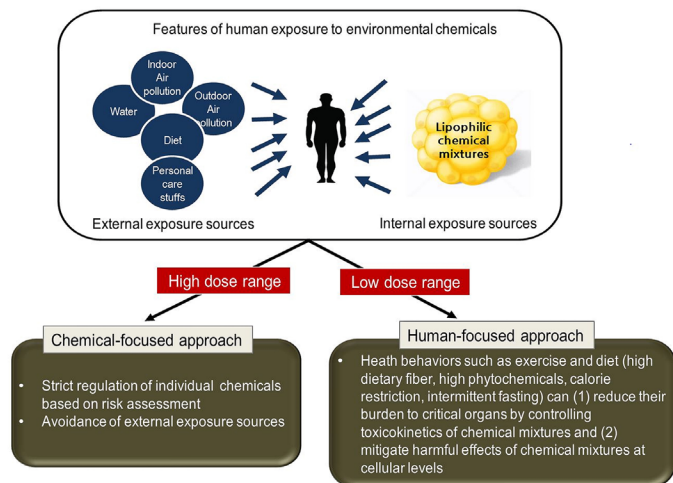 Features of human exposure to environmental chemicals
Indoor
Air
pollution
Water
Outdoor
Air
pollution
Diet
Personal
care
stuffs
Lipophilic
chemical
mixtures
External exposure sources
Internal exposure sources
High dose range
Low dose range
Chemical-focused approach
• Strict regulation of individual chemicals
based on risk assessment
• Avoidance of external exposure sources
Human-focused approach
• Heath behaviors such as exercise and diet (high
dietary fiber, high phytochemicals, calorie
restriction, intermittent fasting) can (1) reduce their
burden to critical organs by controlling
toxicokinetics of chemical mixtures and (2)
mitigate harmful effects of chemical mixtures at
cellular levels